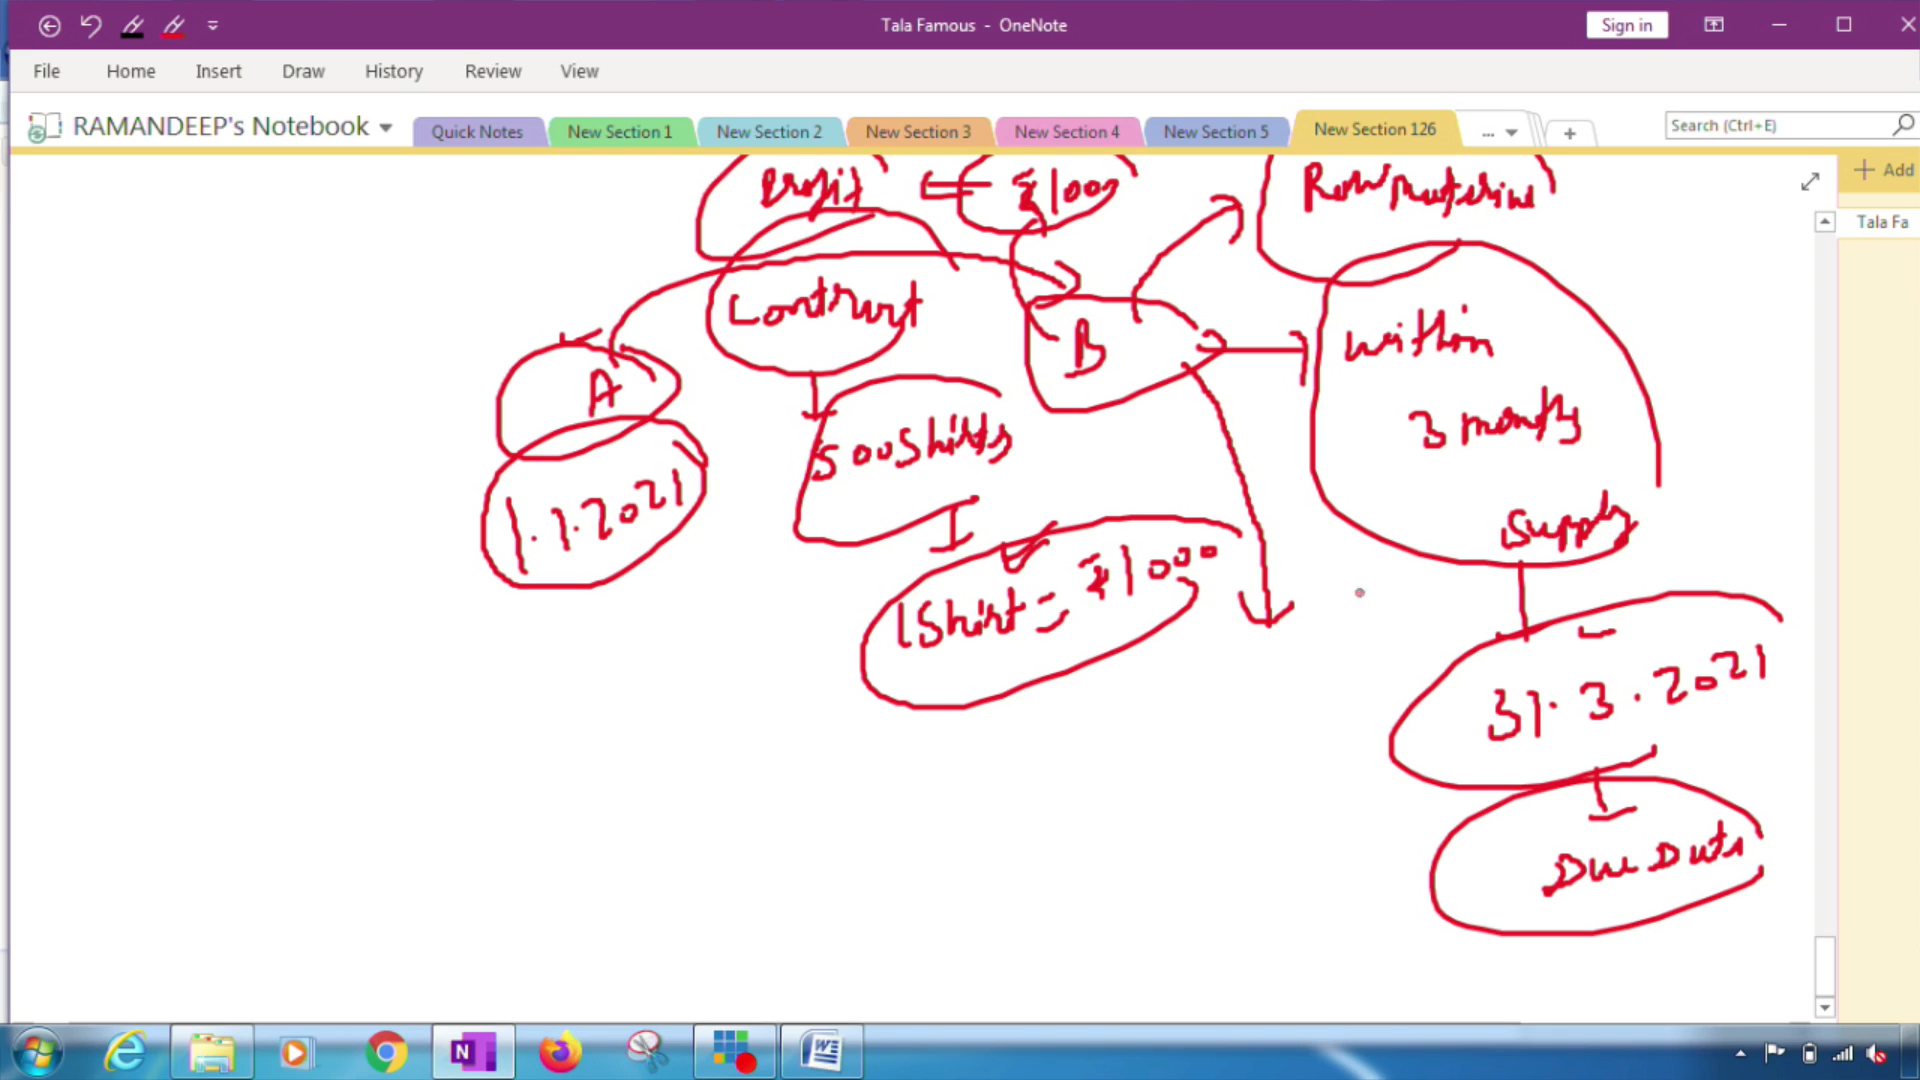 Tala Famous - OneNote
Sign in
File Home Insert Draw History Review View
RAMANDEEP's Notebook
Quick Notes New Section 1 New Section 2 New Section 3 New Section 4 New Section 5 New Section 126 ...
Search (Ctrl+E)
Add
Tala Fa
Profit
₹1000
Raw material
Contract
A
B
within
3 months
supply
1.1.2021
500 Shirts
1 Shirt = ₹1000
31.3.2021
Due Date